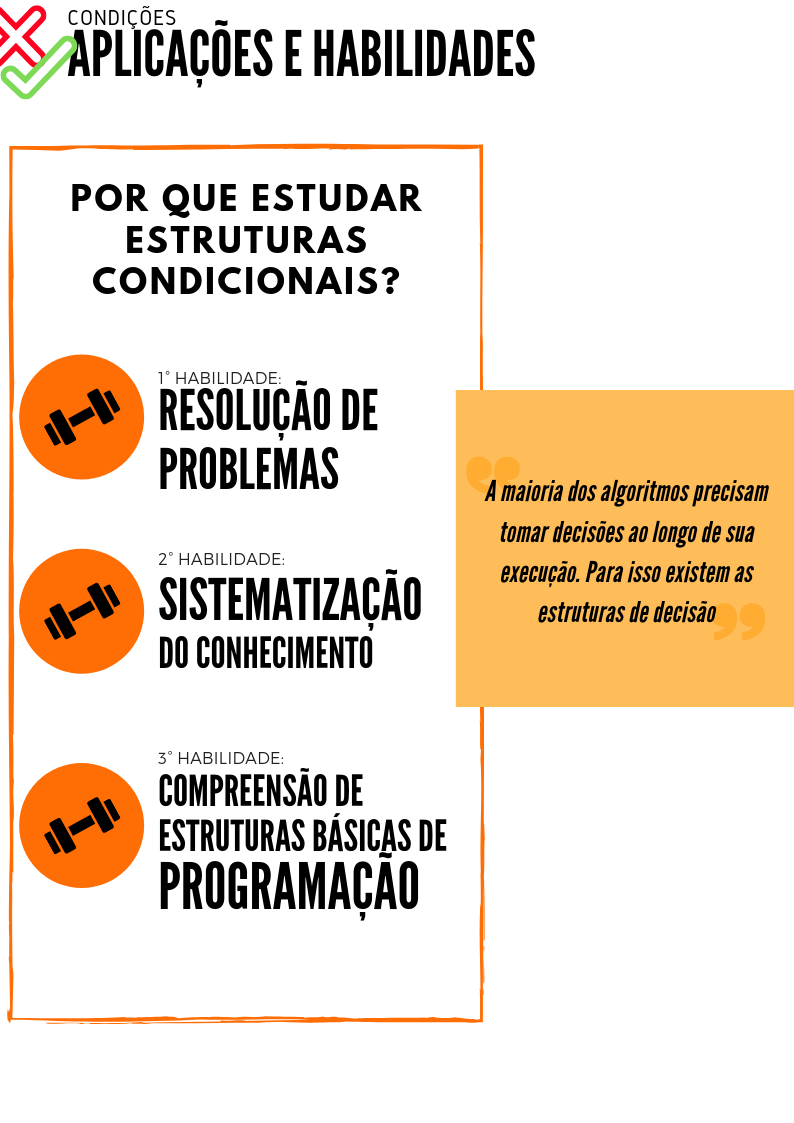 CONDIÇÕES
APLICAÇÕES E HABILIDADES
POR QUE ESTUDAR
ESTRUTURAS
CONDICIONAIS?
1° HABILIDADE:
RESOLUÇÃO DE
PROBLEMAS
2° HABILIDADE:
SISTEMATIZAÇÃO
DO CONHECIMENTO
3° HABILIDADE:
COMPREENSÃO DE
ESTRUTURAS BÁSICAS DE
PROGRAMAÇÃO
❞
A maioria dos algoritmos precisam
tomar decisões ao longo de sua
execução. Para isso existem as
estruturas de decisão
❞